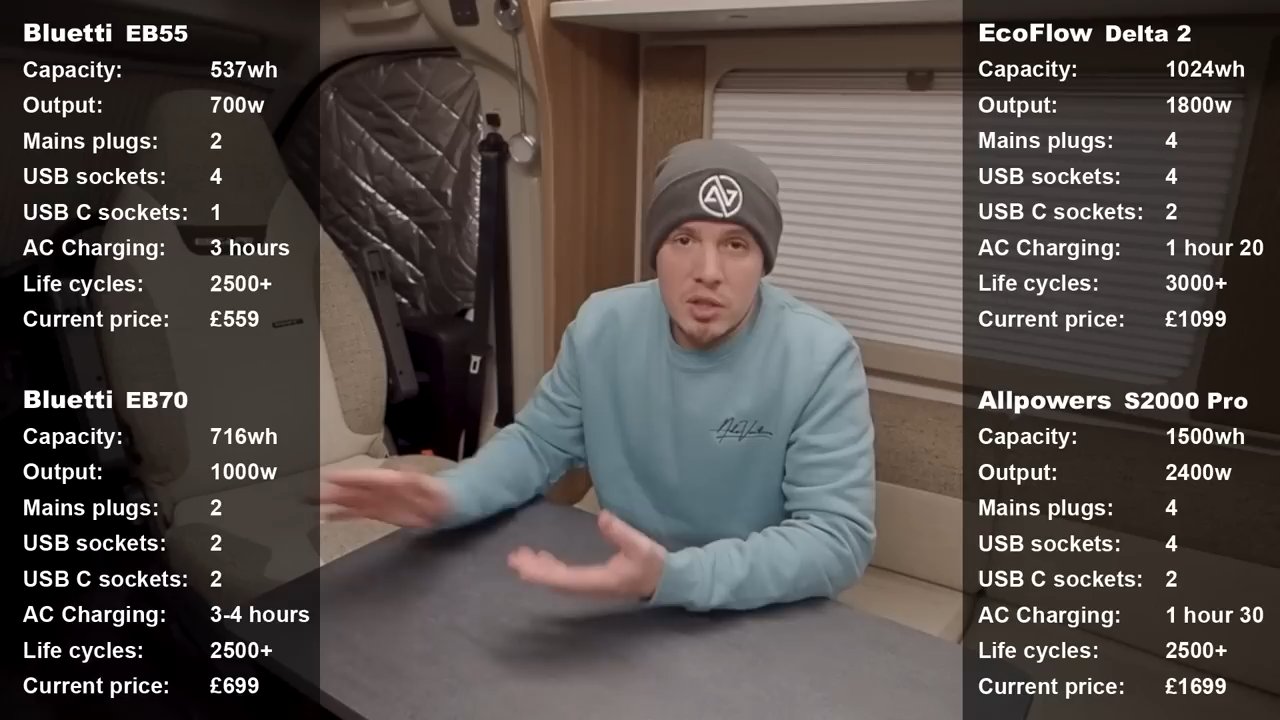 Bluetti EB55
Capacity: 537wh
Output: 700w
Mains plugs: 2
USB sockets: 4
USB C sockets: 1
AC Charging: 3 hours
Life cycles: 2500+
Current price: £559
Bluetti EB70
Capacity: 716wh
Output: 1000w
Mains plugs: 2
USB sockets: 2
USB C sockets: 2
AC Charging: 3-4 hours
Life cycles: 2500+
Current price: £699
EcoFlow Delta 2
Capacity: 1024wh
Output: 1800w
Mains plugs: 4
USB sockets: 4
USB C sockets: 2
AC Charging: 1 hour 20
Life cycles: 3000+
Current price: £1099
Allpowers S2000 Pro
Capacity: 1500wh
Output: 2400w
Mains plugs: 4
USB sockets: 4
USB C sockets: 2
AC Charging: 1 hour 30
Life cycles: 2500+
Current price: £1699